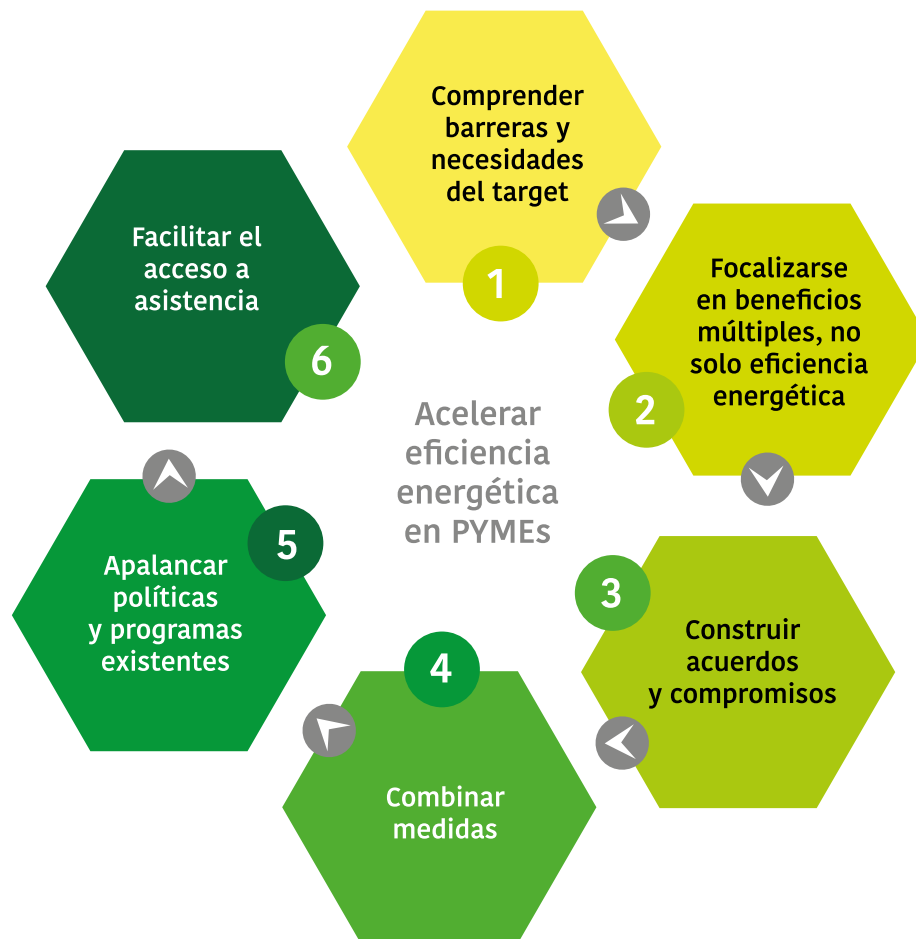 Comprender
barreras y
necesidades
del target
1
Focalizarse
en beneficios
múltiples, no
solo eficiencia
energética
2
3
Construir
acuerdos
y compromisos
4
Combinar
medidas
5
Apalancar
políticas
y programas
existentes
Facilitar el
acceso a
asistencia
6
Acelerar
eficiencia
energética
en PYMEs